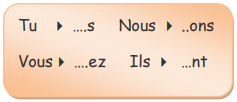 Tu ....s Nous ..ons
Vous ....ez Ils ...nt